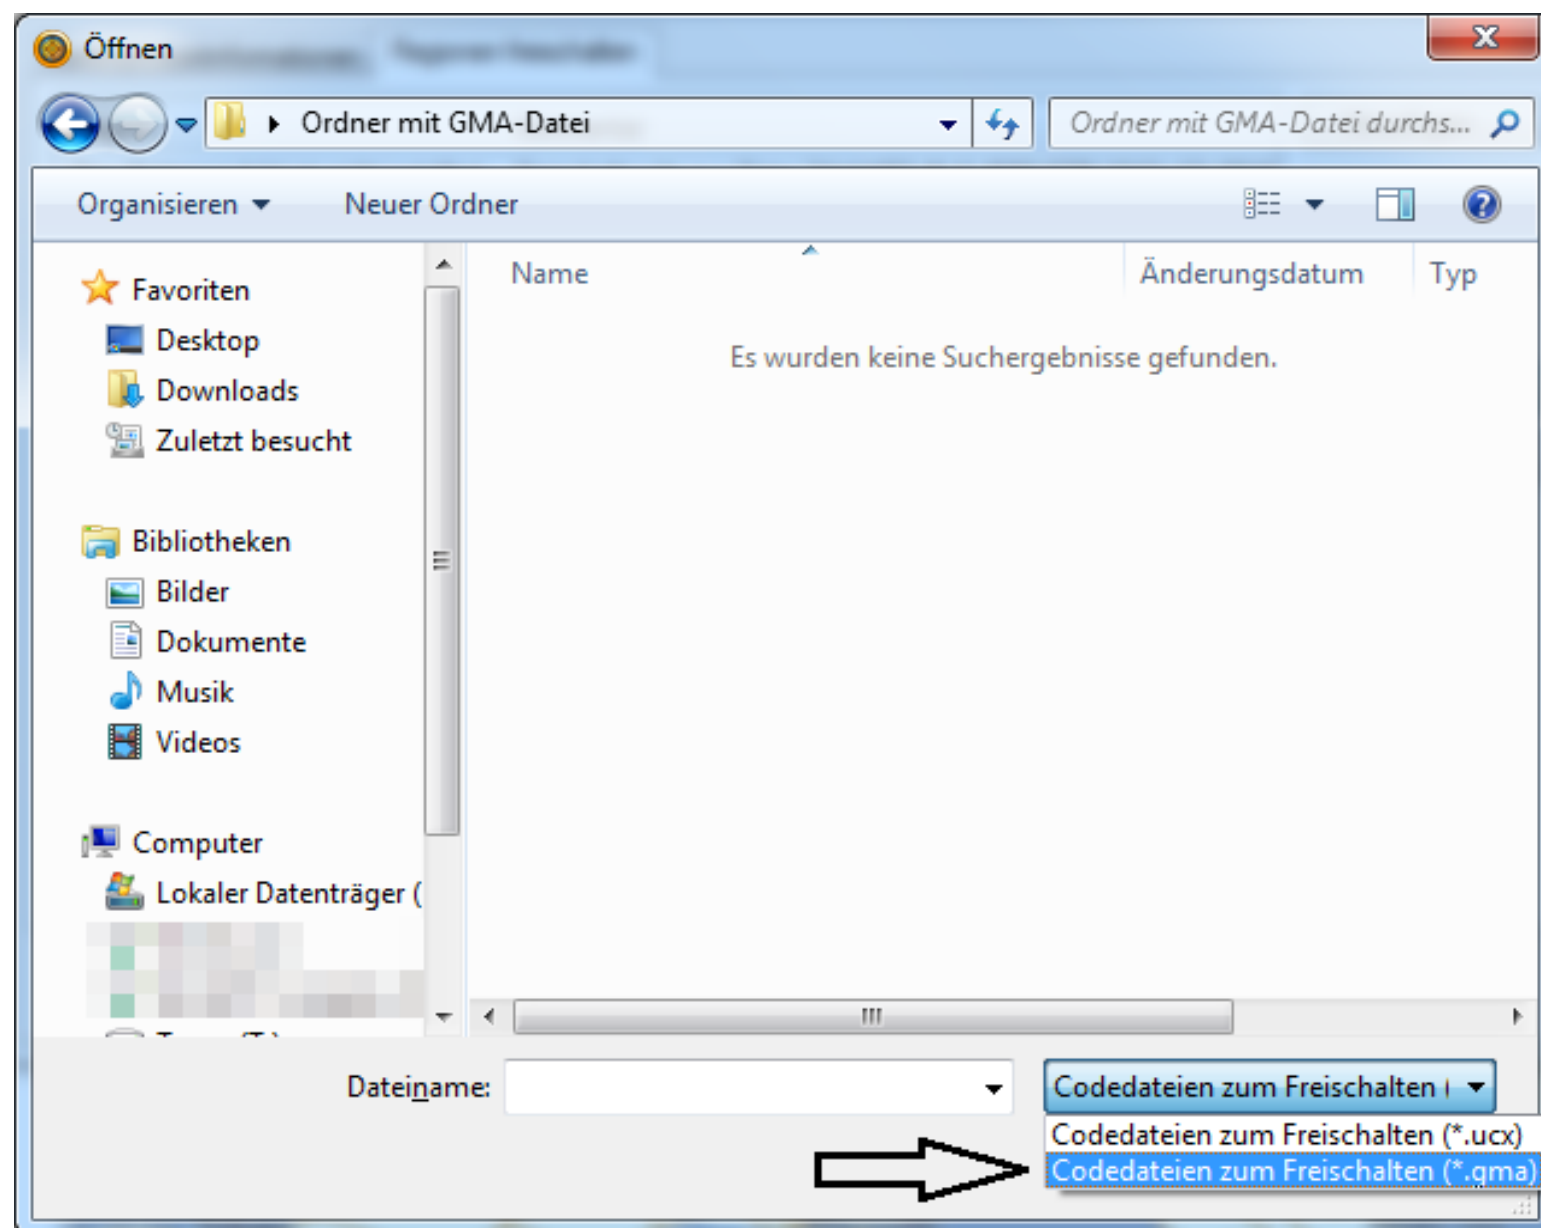 Öffnen
Ordner mit GMA-Datei
Ordner mit GMA-Datei durchs...
Organisieren
Neuer Ordner
Name
Änderungsdatum
Typ
Favoriten
Desktop
Downloads
Zuletzt besucht
Es wurden keine Suchergebnisse gefunden.
Bibliotheken
Bilder
Dokumente
Musik
Videos
Computer
Lokaler Datenträger (
Dateiname:
Codedateien zum Freischalten (
Codedateien zum Freischalten (*.ucx)
Codedateien zum Freischalten (*.gma)